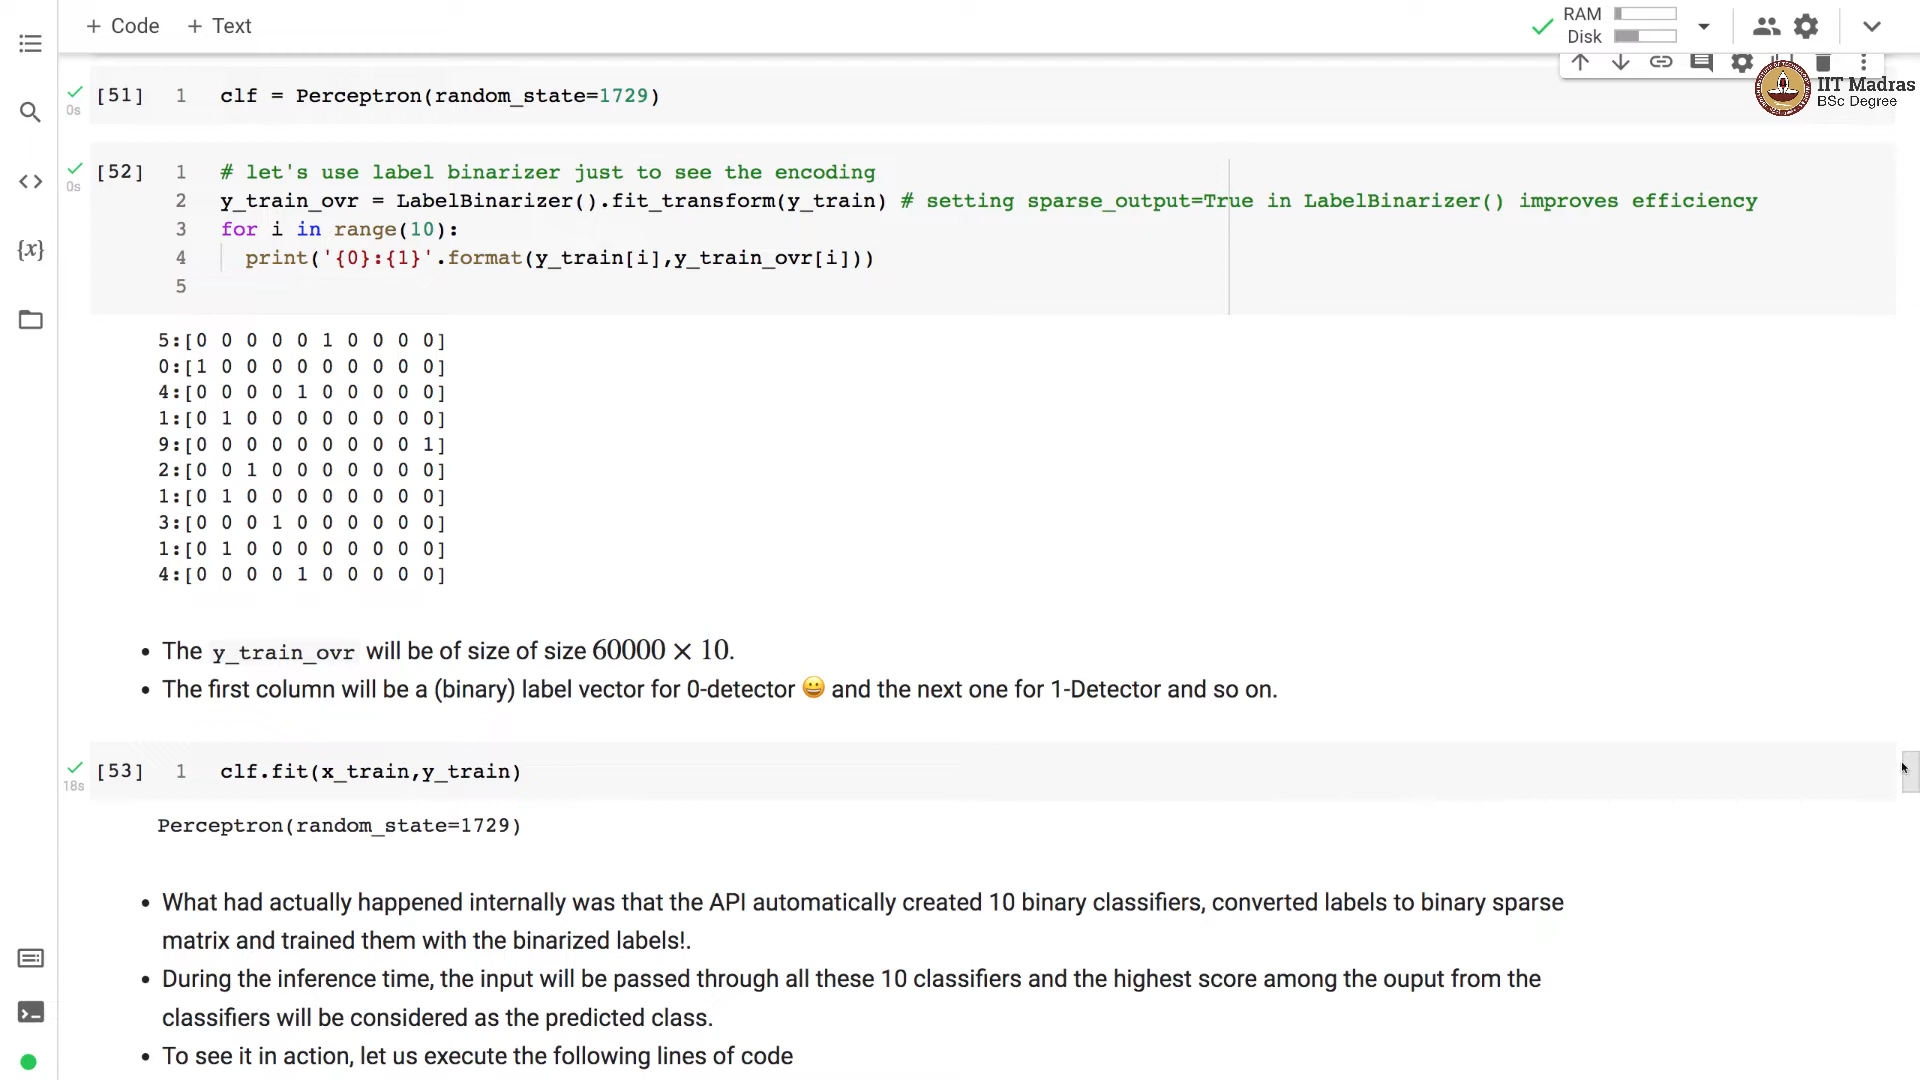 + Code + Text
RAM
Disk
IIT Madras
BSc Degree
[51] 1 clf = Perceptron(random_state=1729)
0s
[52] 1 # let's use label binarizer just to see the encoding
0s
2 y_train_ovr = LabelBinarizer().fit_transform(y_train) # setting sparse_output=True in LabelBinarizer() improves efficiency
3 for i in range(10):
4 print('{0}:{1}'.format(y_train[i],y_train_ovr[i]))
5
5:[0 0 0 0 0 1 0 0 0 0]
0:[1 0 0 0 0 0 0 0 0 0]
4:[0 0 0 0 1 0 0 0 0 0]
1:[0 1 0 0 0 0 0 0 0 0]
9:[0 0 0 0 0 0 0 0 0 1]
2:[0 0 1 0 0 0 0 0 0 0]
1:[0 1 0 0 0 0 0 0 0 0]
3:[0 0 0 1 0 0 0 0 0 0]
1:[0 1 0 0 0 0 0 0 0 0]
4:[0 0 0 0 1 0 0 0 0 0]
• The y_train_ovr will be of size of size 60000 × 10.
• The first column will be a (binary) label vector for 0-detector 😀 and the next one for 1-Detector and so on.
[53] 1 clf.fit(x_train,y_train)
18s
Perceptron(random_state=1729)
• What had actually happened internally was that the API automatically created 10 binary classifiers, converted labels to binary sparse
matrix and trained them with the binarized labels!.
• During the inference time, the input will be passed through all these 10 classifiers and the highest score among the ouput from the
classifiers will be considered as the predicted class.
• To see it in action, let us execute the following lines of code